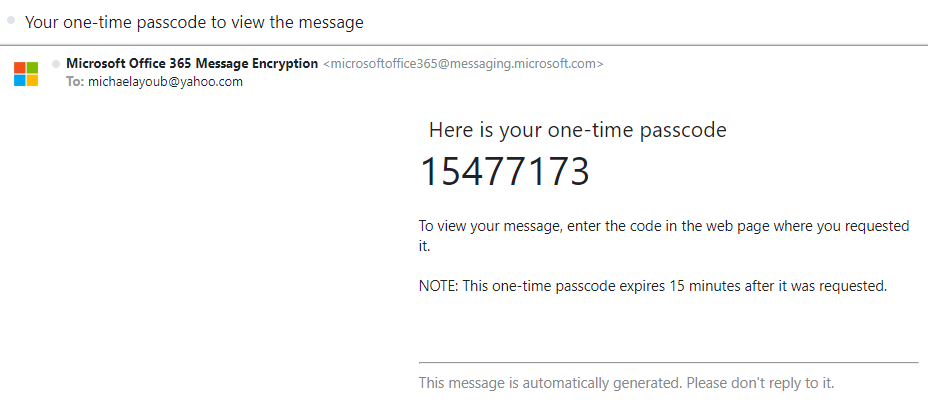 Your one-time passcode to view the message
Microsoft Office 365 Message Encryption <microsoftoffice365@messaging.microsoft.com>
To: michaelayoub@yahoo.com
Here is your one-time passcode
15477173
To view your message, enter the code in the web page where you requested
it.
NOTE: This one-time passcode expires 15 minutes after it was requested.
This message is automatically generated. Please don't reply to it.